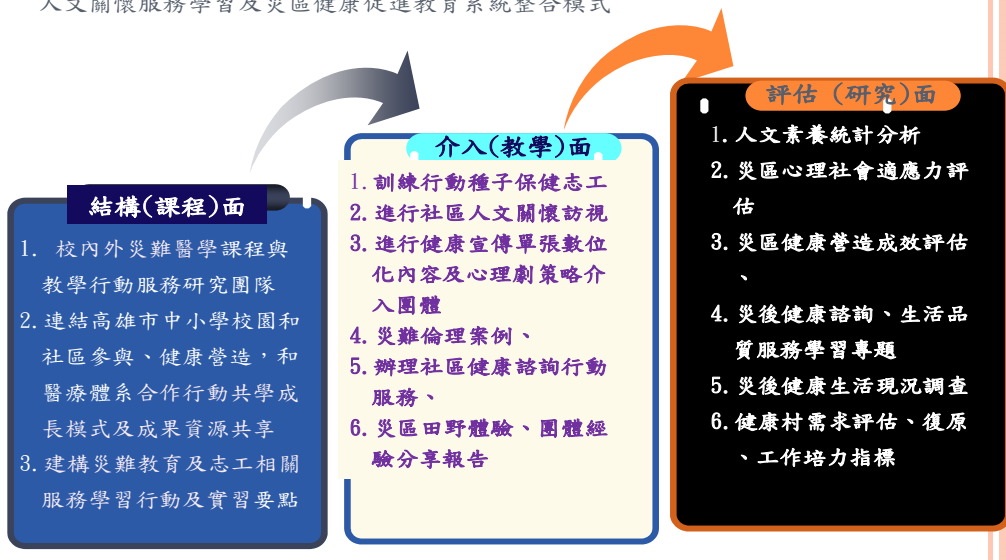 人文關懷服務學習及災區健康促進教育系統整合模式
結構(課程)面
1. 校內外災難醫學課程與
教學行動服務研究團隊
2.連結高雄市中小學校園和
社區參與、健康營造，和
醫療體系合作行動共學成
長模式及成果資源共享
3.建構災難教育及志工相關
服務學習行動及實習要點
介入(教學)面
1.訓練行動種子保健志工
2.進行社區人文關懷訪視
3.進行健康宣傳單張數位
化內容及心理劇策略介
入團體
4.災難倫理案例、
5.辦理社區健康諮詢行動
服務、
6.災區田野體驗、團體經
驗分享報告
評估 (研究)面
1.人文素養統計分析
2.災區心理社會適應力評
估
3.災區健康營造成效評估
、
4.災後健康諮詢、生活品
質服務學習專題
5.災後健康生活現況調查
6.健康村需求評估、復原
、工作培力指標